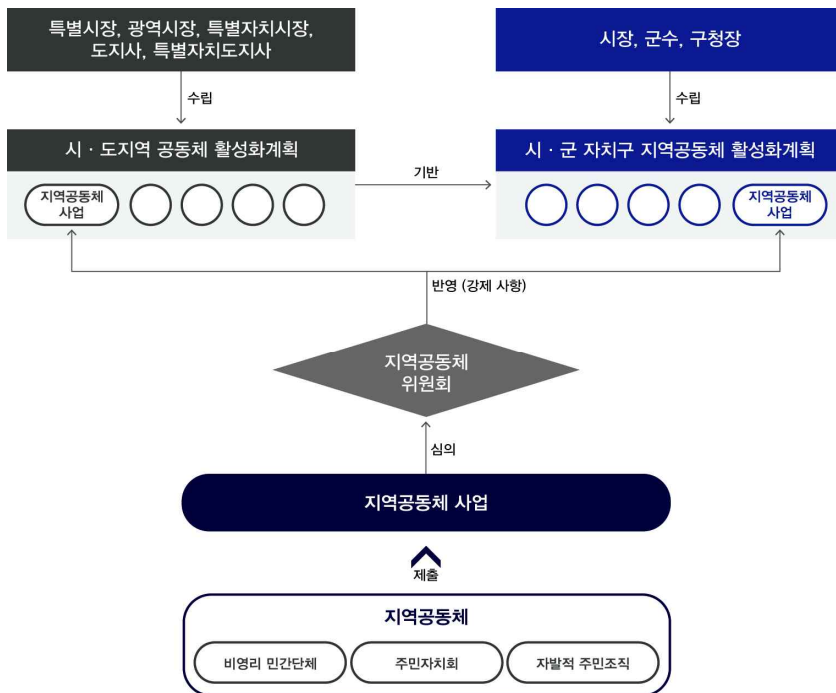 특별시장, 광역시장, 특별자치시장,
도지사, 특별자치도지사
시장, 군수, 구청장
수립
수립
시 · 도지역 공동체 활성화계획
기반
시 · 군 자치구 지역공동체 활성화계획
지역공동체
사업
지역공동체
사업
반영 (강제 사항)
지역공동체
위원회
심의
지역공동체 사업
제출
지역공동체
비영리 민간단체
주민자치회
자발적 주민조직